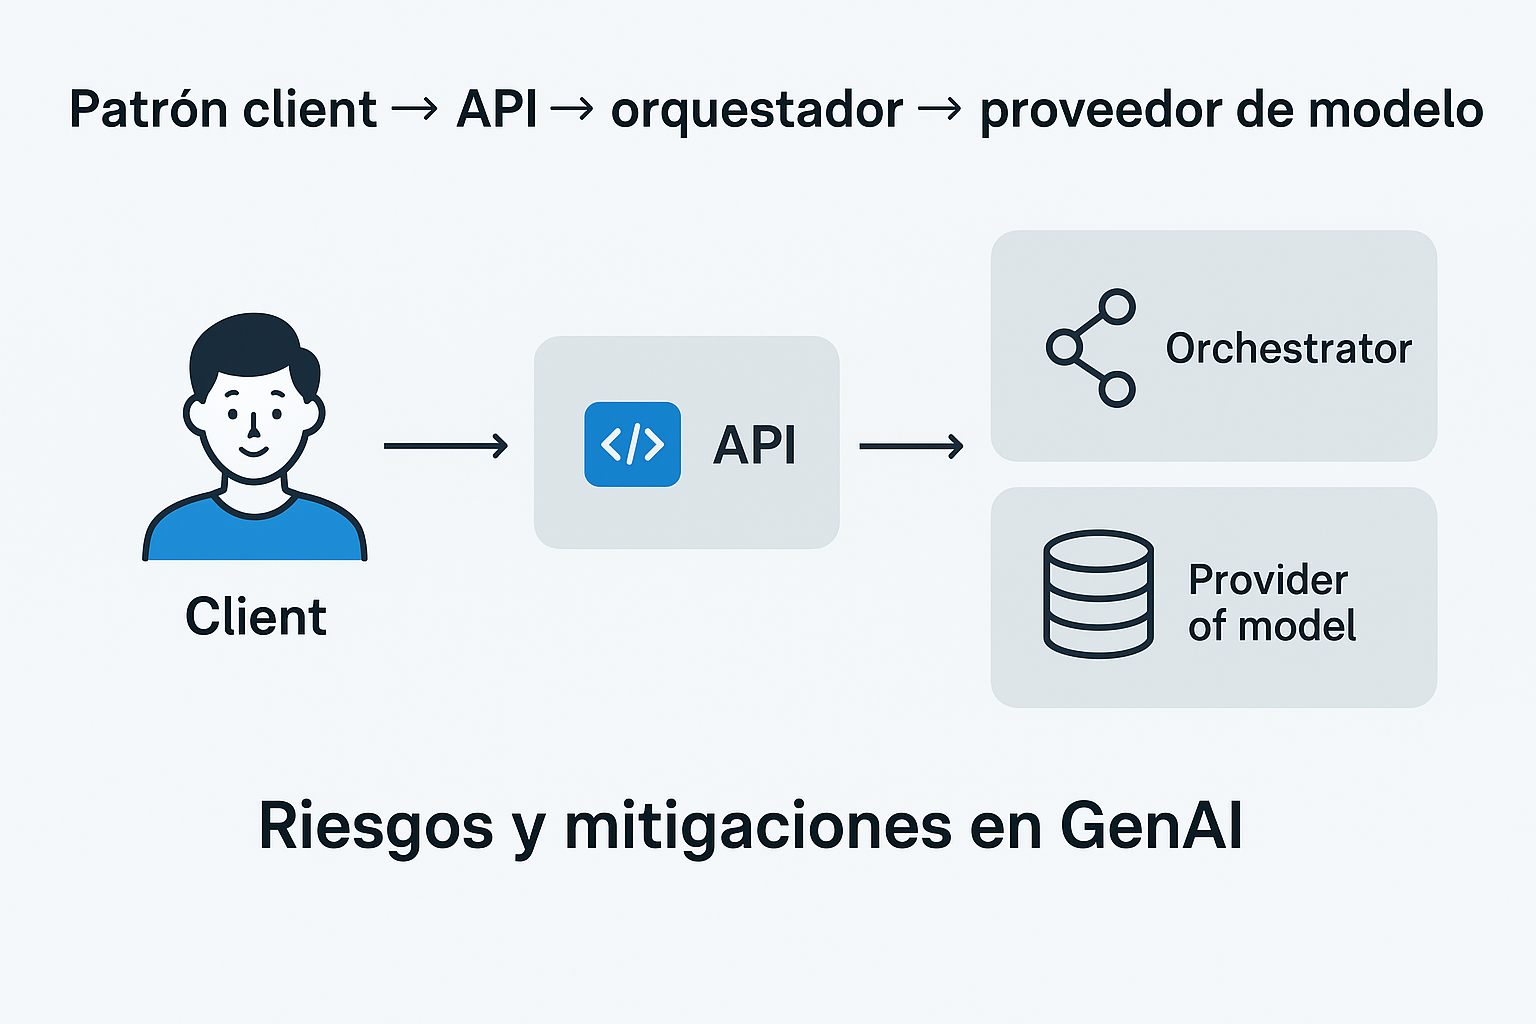 Patrón client → API → orquestador → proveedor de modelo
Client
</> API
Orchestrator
Provider
of model
Riesgos y mitigaciones en GenAI